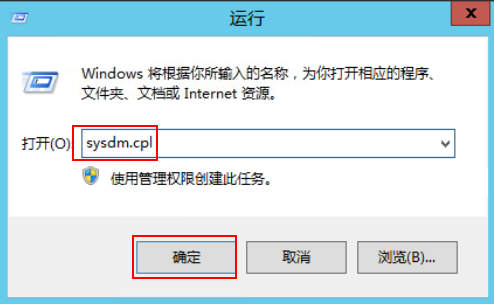 运行
x
Windows 将根据你所输入的名称，为你打开相应的程序、
文件夹、文档或 Internet 资源。
打开(O): sysdm.cpl
使用管理权限创建此任务。
确定 取消 浏览(B)...